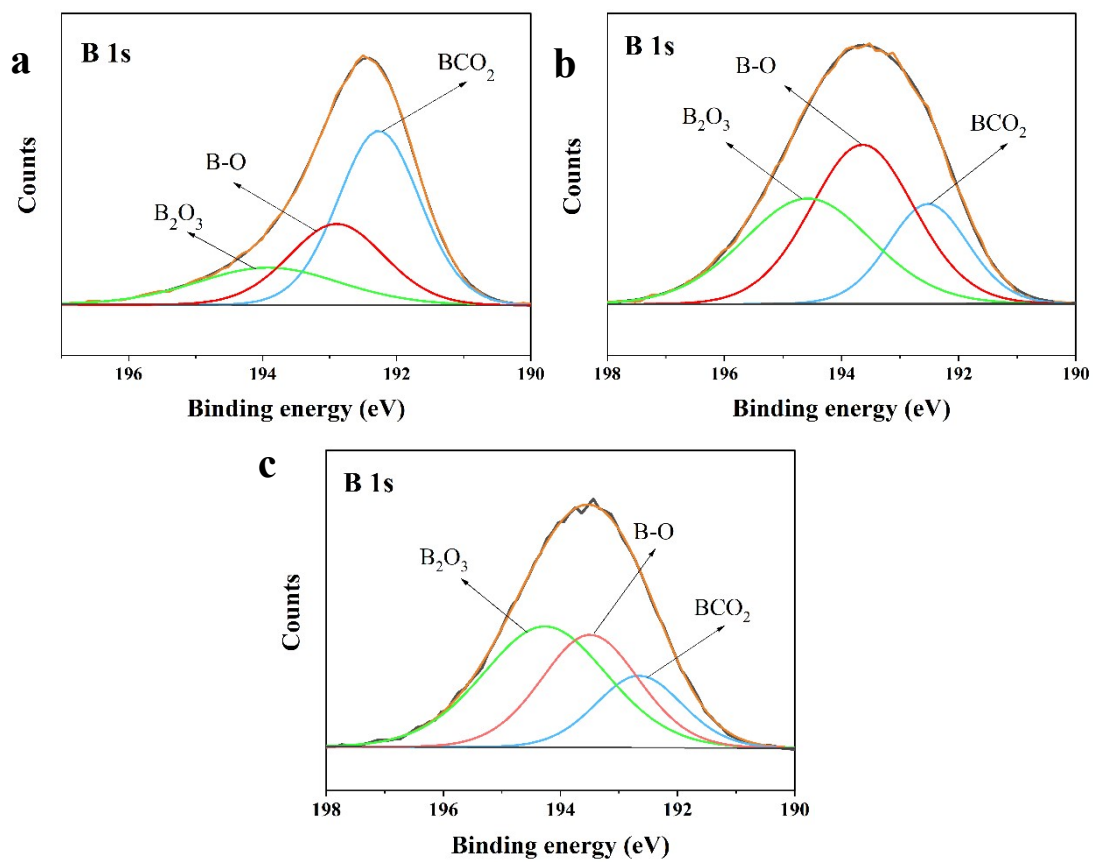 a
B 1s
BCO₂
B-O
B₂O₃
Counts
196 194 192 190
Binding energy (eV)
b
B 1s
B-O
B₂O₃
BCO₂
Counts
198 196 194 192 190
Binding energy (eV)
c
B 1s
B-O
B₂O₃
BCO₂
Counts
198 196 194 192 190
Binding energy (eV)